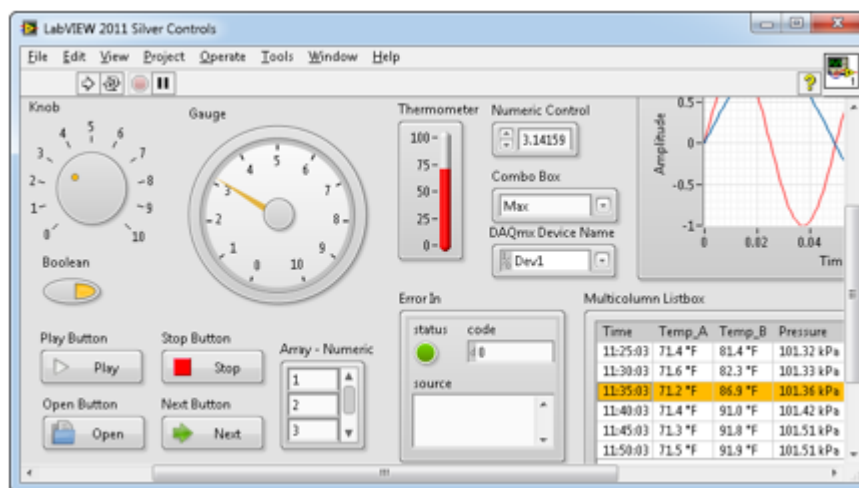 LabVIEW 2011 Silver Controls
File Edit View Project Operate Tools Window Help
Knob
0 1 2 3 4 5 6 7 8 9 10
Gauge
0 1 2 3 4 5 6 7 8 9 10
Thermometer
100
75
50
25
0
Numeric Control
3.14159
Combo Box
Max
DAQmx Device Name
Dev1
Amplitude
0.5
0
-0.5
-1
0 0.02 0.04
Tim
Boolean
Play Button
Play
Stop Button
Stop
Open Button
Open
Next Button
Next
Array - Numeric
1
2
3
Error In
status code
0
source
Multicolumn Listbox
Time Temp_A Temp_B Pressure
11:25:03 71.4 °F 81.4 °F 101.32 kPa
11:30:03 71.6 °F 82.3 °F 101.33 kPa
11:35:03 71.2 °F 86.9 °F 101.36 kPa
11:40:03 71.4 °F 91.0 °F 101.42 kPa
11:45:03 71.3 °F 91.8 °F 101.51 kPa
11:50:03 71.5 °F 91.9 °F 101.51 kPa